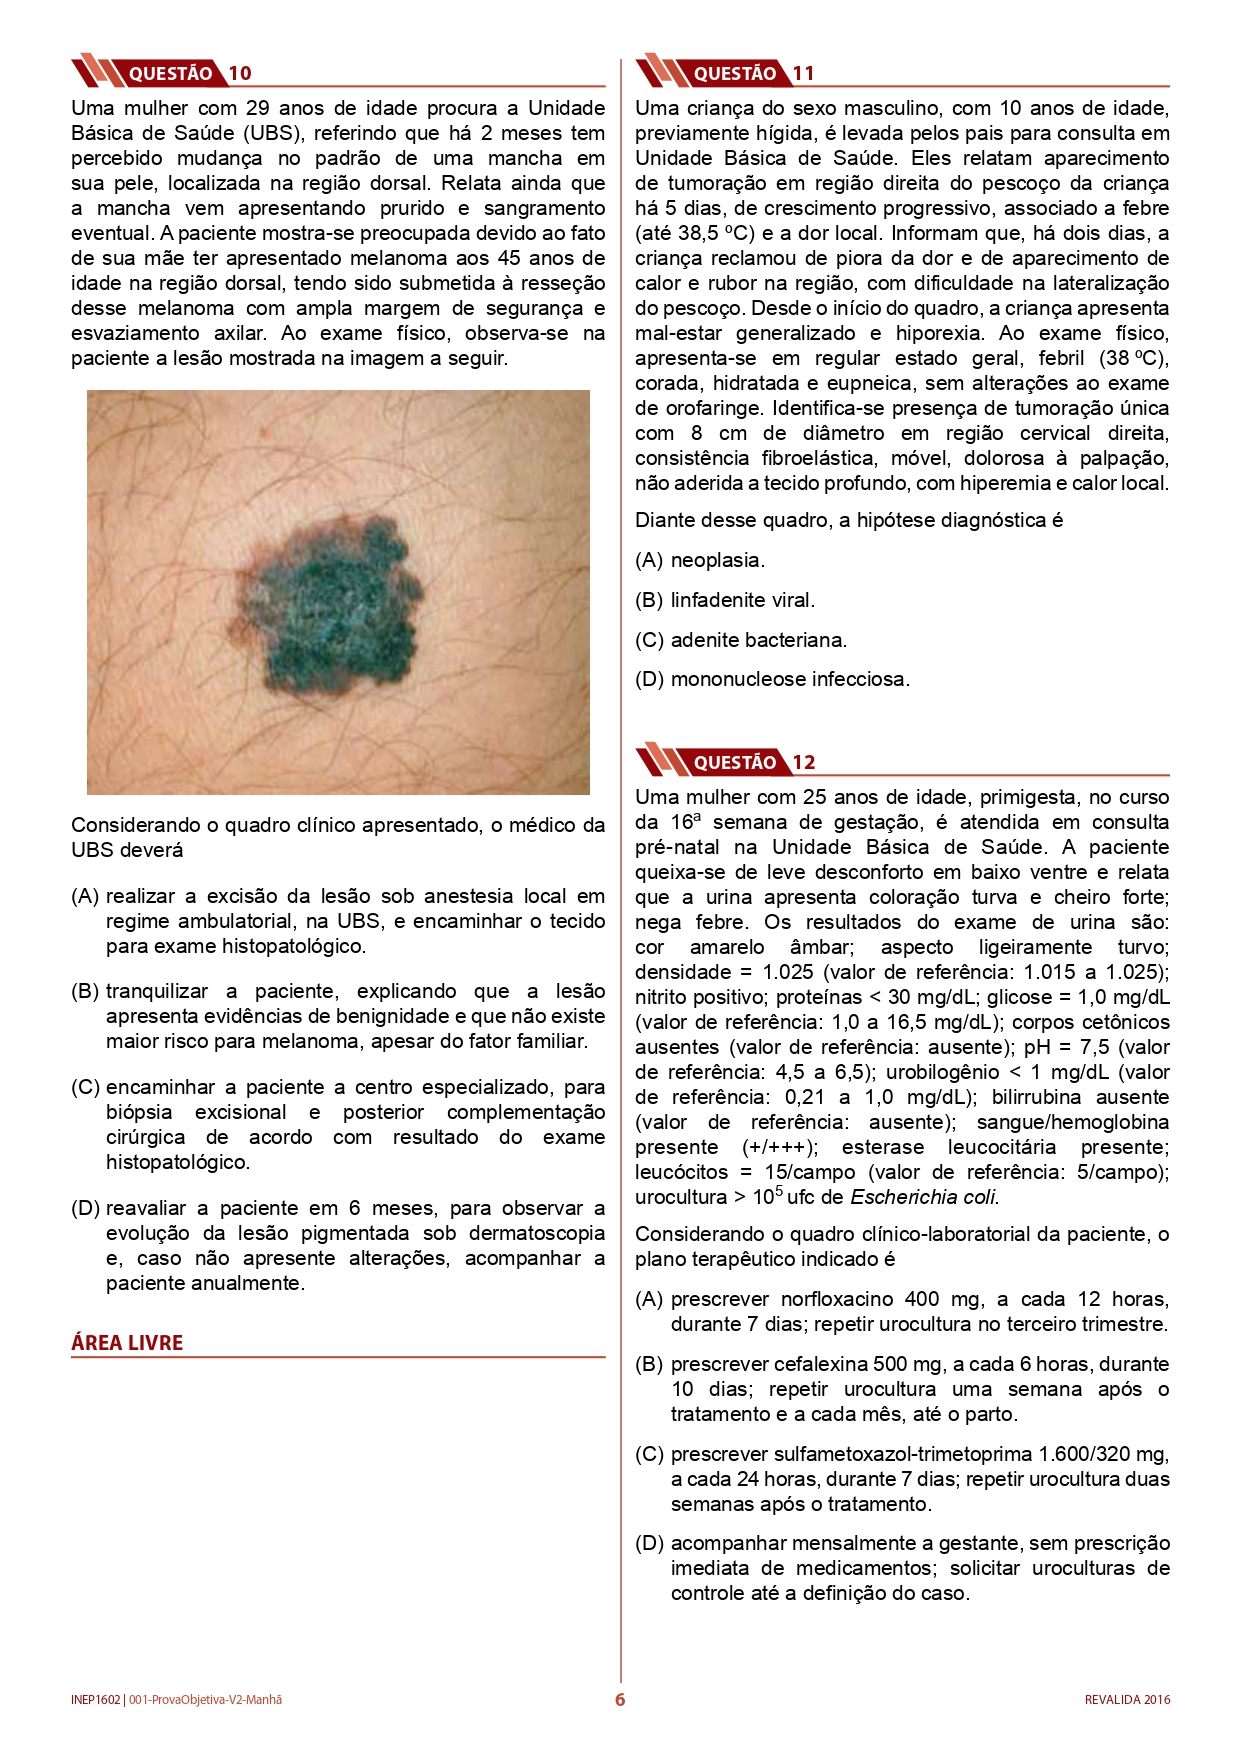 QUESTÃO 10
Uma mulher com 29 anos de idade procura a Unidade
Básica de Saúde (UBS), referindo que há 2 meses tem
percebido mudança no padrão de uma mancha em
sua pele, localizada na região dorsal. Relata ainda que
a mancha vem apresentando prurido e sangramento
eventual. A paciente mostra-se preocupada devido ao fato
de sua mãe ter apresentado melanoma aos 45 anos de
idade na região dorsal, tendo sido submetida à resseção
desse melanoma com ampla margem de segurança e
esvaziamento axilar. Ao exame físico, observa-se na
paciente a lesão mostrada na imagem a seguir.
Considerando o quadro clínico apresentado, o médico da
UBS deverá
(A) realizar a excisão da lesão sob anestesia local em
regime ambulatorial, na UBS, e encaminhar o tecido
para exame histopatológico.
(B) tranquilizar a paciente, explicando que a lesão
apresenta evidências de benignidade e que não existe
maior risco para melanoma, apesar do fator familiar.
(C) encaminhar a paciente a centro especializado, para
biópsia excisional e posterior complementação
cirúrgica de acordo com resultado do exame
histopatológico.
(D) reavaliar a paciente em 6 meses, para observar a
evolução da lesão pigmentada sob dermatoscopia
e, caso não apresente alterações, acompanhar a
paciente anualmente.
ÁREA LIVRE
QUESTÃO 11
Uma criança do sexo masculino, com 10 anos de idade,
previamente hígida, é levada pelos pais para consulta em
Unidade Básica de Saúde. Eles relatam aparecimento
de tumoração em região direita do pescoço da criança
há 5 dias, de crescimento progressivo, associado a febre
(até 38,5 ºC) e a dor local. Informam que, há dois dias, a
criança reclamou de piora da dor e de aparecimento de
calor e rubor na região, com dificuldade na lateralização
do pescoço. Desde o início do quadro, a criança apresenta
mal-estar generalizado e hiporexia. Ao exame físico,
apresenta-se em regular estado geral, febril (38 ºC),
corada, hidratada e eupneica, sem alterações ao exame
de orofaringe. Identifica-se presença de tumoração única
com 8 cm de diâmetro em região cervical direita,
consistência fibroelástica, móvel, dolorosa à palpação,
não aderida a tecido profundo, com hiperemia e calor local.
Diante desse quadro, a hipótese diagnóstica é
(A) neoplasia.
(B) linfadenite viral.
(C) adenite bacteriana.
(D) mononucleose infecciosa.
QUESTÃO 12
Uma mulher com 25 anos de idade, primigesta, no curso
da 16ª semana de gestação, é atendida em consulta
pré-natal na Unidade Básica de Saúde. A paciente
queixa-se de leve desconforto em baixo ventre e relata
que a urina apresenta coloração turva e cheiro forte;
nega febre. Os resultados do exame de urina são:
cor amarelo âmbar; aspecto ligeiramente turvo;
densidade = 1.025 (valor de referência: 1.015 a 1.025);
nitrito positivo; proteínas < 30 mg/dL; glicose = 1,0 mg/dL
(valor de referência: 1,0 a 16,5 mg/dL); corpos cetônicos
ausentes (valor de referência: ausente); pH = 7,5 (valor
de referência: 4,5 a 6,5); urobilogênio < 1 mg/dL (valor
de referência: 0,21 a 1,0 mg/dL); bilirrubina ausente
(valor de referência: ausente); sangue/hemoglobina
presente (+/+++); esterase leucocitária presente;
leucócitos = 15/campo (valor de referência: 5/campo);
urocultura > 10⁵ ufc de Escherichia coli.
Considerando o quadro clínico-laboratorial da paciente, o
plano terapêutico indicado é
(A) prescrever norfloxacino 400 mg, a cada 12 horas,
durante 7 dias; repetir urocultura no terceiro trimestre.
(B) prescrever cefalexina 500 mg, a cada 6 horas, durante
10 dias; repetir urocultura uma semana após o
tratamento e a cada mês, até o parto.
(C) prescrever sulfametoxazol-trimetoprima 1.600/320 mg,
a cada 24 horas, durante 7 dias; repetir urocultura duas
semanas após o tratamento.
(D) acompanhar mensalmente a gestante, sem prescrição
imediata de medicamentos; solicitar uroculturas de
controle até a definição do caso.
INEP1602 | 001-ProvaObjetiva-V2-Manhã
6
REVALIDA 2016